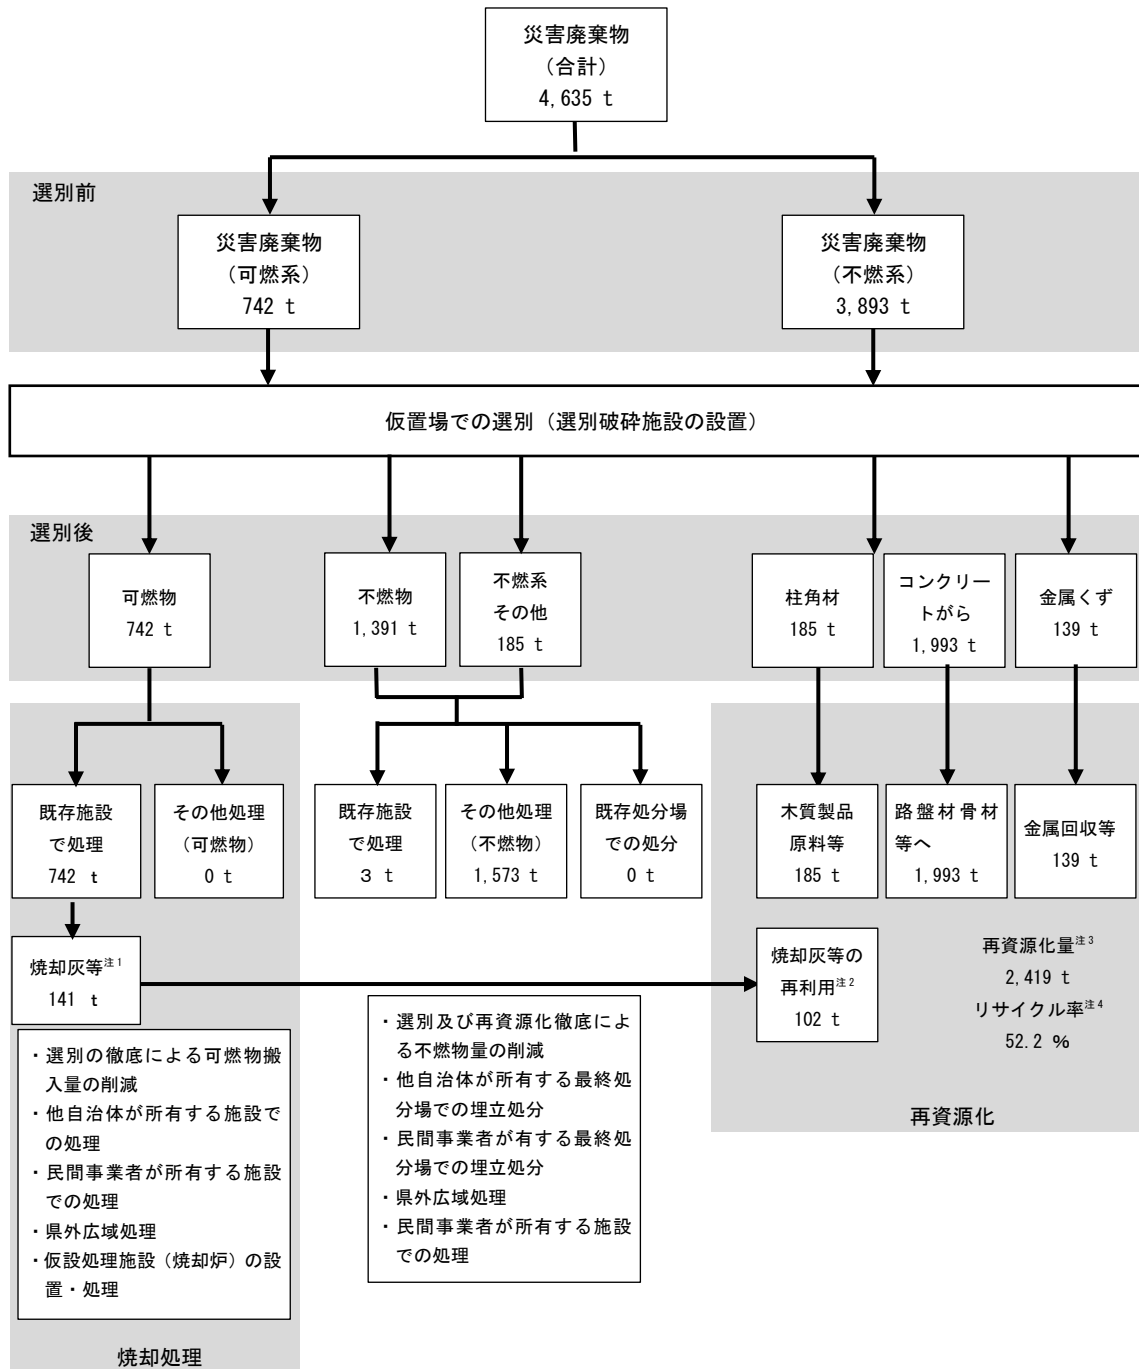 災害廃棄物
（合計）
4,635 t
選別前
災害廃棄物
（可燃系）
742 t
災害廃棄物
（不燃系）
3,893 t
仮置場での選別（選別破砕施設の設置）
選別後
可燃物
742 t
不燃物
1,391 t
不燃系
その他
185 t
柱角材
185 t
コンクリー
トがら
1,993 t
金属くず
139 t
既存施設
で処理
742 t
その他処理
（可燃物）
0 t
既存施設
で処理
3 t
その他処理
（不燃物）
1,573 t
既存処分場
での処分
0 t
木質製品
原料等
185 t
路盤材骨材
等へ
1,993 t
金属回収等
139 t
焼却灰等注1
141 t
焼却灰等の
再利用注2
102 t
再資源化量注3
2,419 t
リサイクル率注4
52.2 %
・選別の徹底による可燃物搬
入量の削減
・他自治体が所有する施設で
の処理
・民間事業者が所有する施設
での処理
・県外広域処理
・仮設処理施設（焼却炉）の設
置・処理
・選別及び再資源化徹底によ
る不燃物量の削減
・他自治体が所有する最終処
分場での埋立処分
・民間事業者が有する最終処
分場での埋立処分
・県外広域処理
・民間事業者が所有する施設
での処理
再資源化
焼却処理